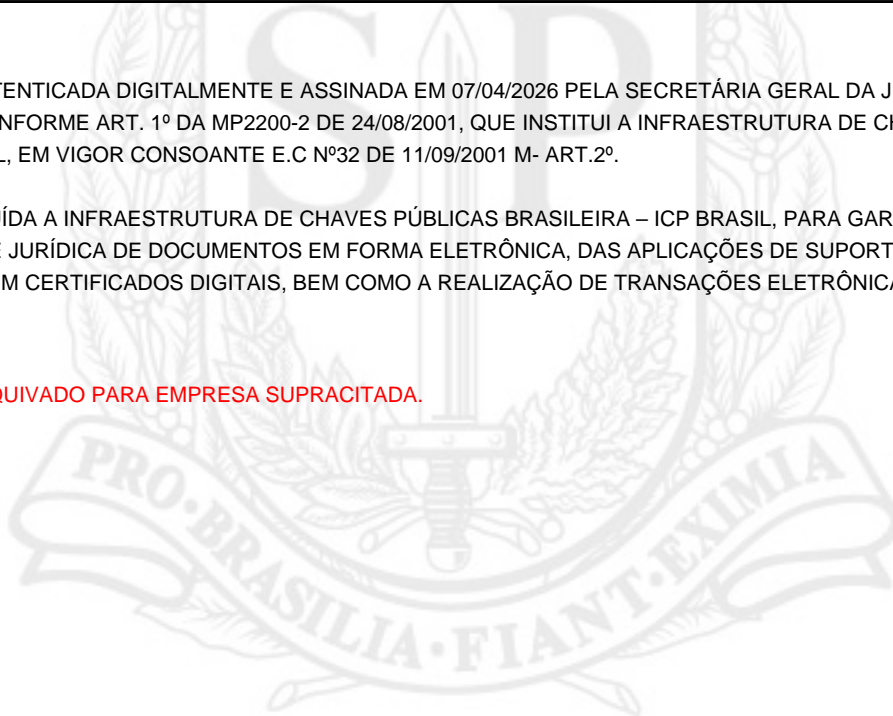 TENTICADA DIGITALMENTE E ASSINADA EM 07/04/2026 PELA SECRETÁRIA GERAL DA J
NFORME ART. 1º DA MP2200-2 DE 24/08/2001, QUE INSTITUI A INFRAESTRUTURA DE CH
L, EM VIGOR CONSOANTE E.C Nº32 DE 11/09/2001 M- ART.2º.
UÍDA A INFRAESTRUTURA DE CHAVES PÚBLICAS BRASILEIRA – ICP BRASIL, PARA GAR
E JURÍDICA DE DOCUMENTOS EM FORMA ELETRÔNICA, DAS APLICAÇÕES DE SUPORT
M CERTIFICADOS DIGITAIS, BEM COMO A REALIZAÇÃO DE TRANSAÇÕES ELETRÔNICA
QUIVADO PARA EMPRESA SUPRACITADA.
SP
PRO•BRASILIA•FIANT•EXIMIA